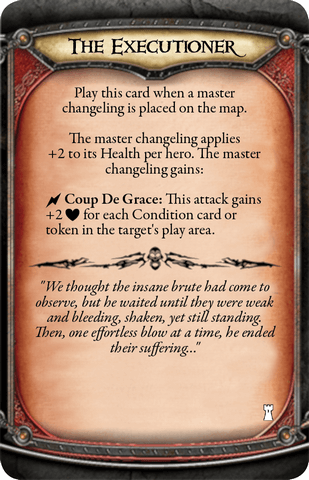 The Executioner
Play this card when a master
changeling is placed on the map.
The master changeling applies
+2 to its Health per hero. The master
changeling gains:
Coup De Grace: This attack gains
+2 for each Condition card or
token in the target's play area.
"We thought the insane brute had come to
observe, but he waited until they were weak
and bleeding, shaken, yet still standing.
Then, one effortless blow at a time, he ended
their suffering..."